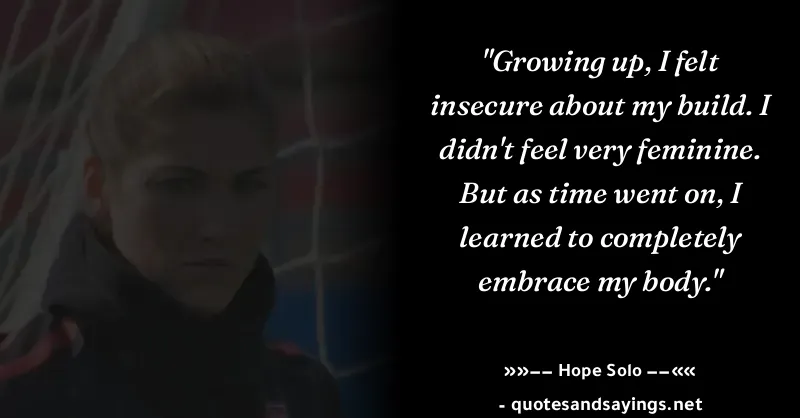 "Growing up, I felt
insecure about my build. I
didn't feel very feminine.
But as time went on, I
learned to completely
embrace my body."
»»−− Hope Solo −−««
- quotesandsayings.net